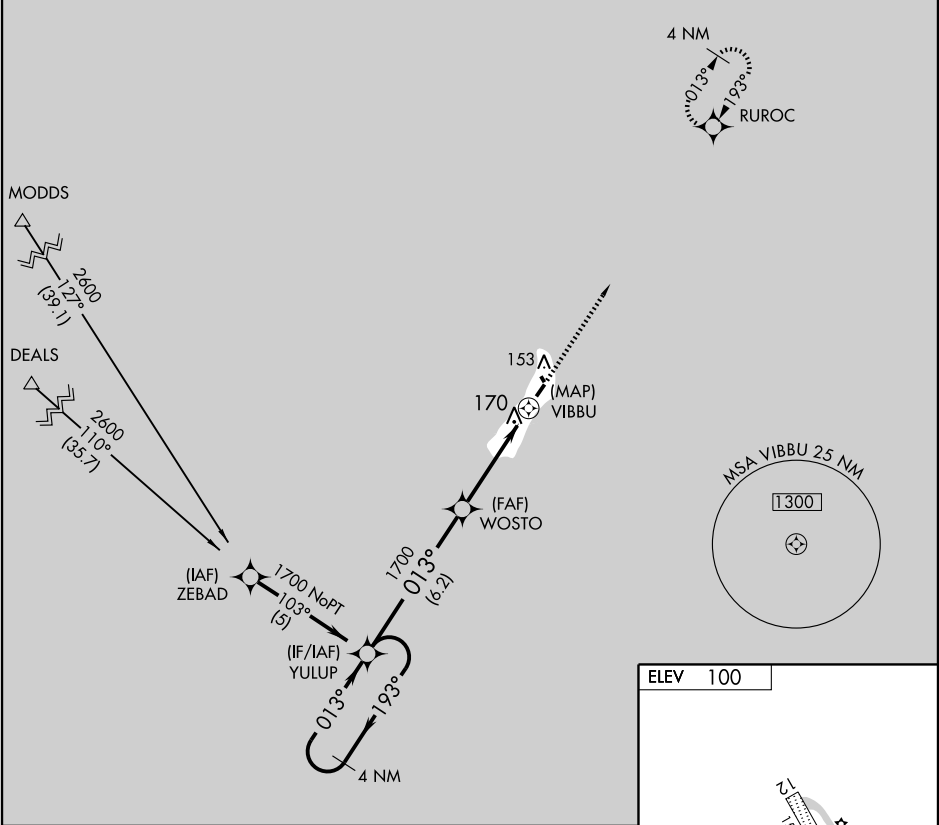 4 NM
013°
193°
RUROC
MODDS
2600
127°
(39.1)
DEALS
2600
110°
(35.7)
153
170
(MAP)
VIBBU
(FAF)
WOSTO
1700
013°
(6.2)
MSA VIBBU 25 NM
1300
(IAF)
ZEBAD
1700 NoPT
103°
(5)
(IF/IAF)
YULUP
013°
193°
4 NM
ELEV 100
12